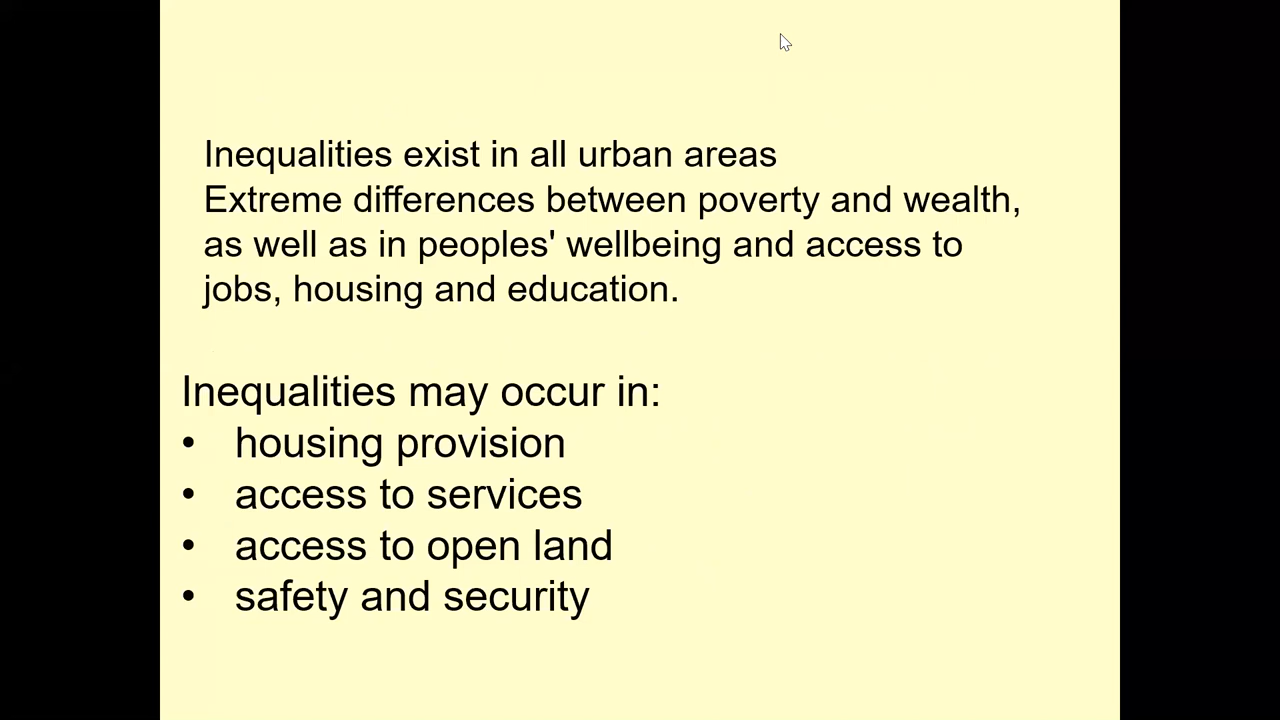 Inequalities exist in all urban areas
Extreme differences between poverty and wealth,
as well as in peoples' wellbeing and access to
jobs, housing and education.
Inequalities may occur in:
• housing provision
• access to services
• access to open land
• safety and security